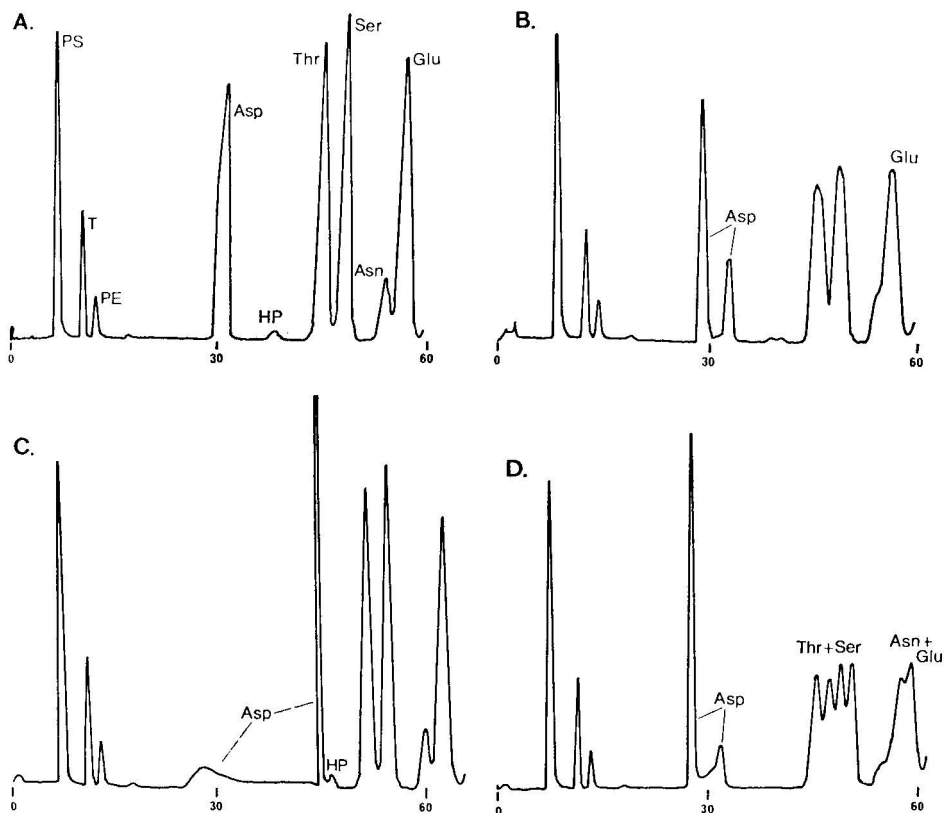 A.
PS
T
PE
Asp
HP
Thr
Ser
Asn
Glu
0 30 60
B.
Asp
Glu
0 30 60
C.
Asp
HP
0 30 60
D.
Asp
Thr+Ser
Asn+
Glu
0 30 60